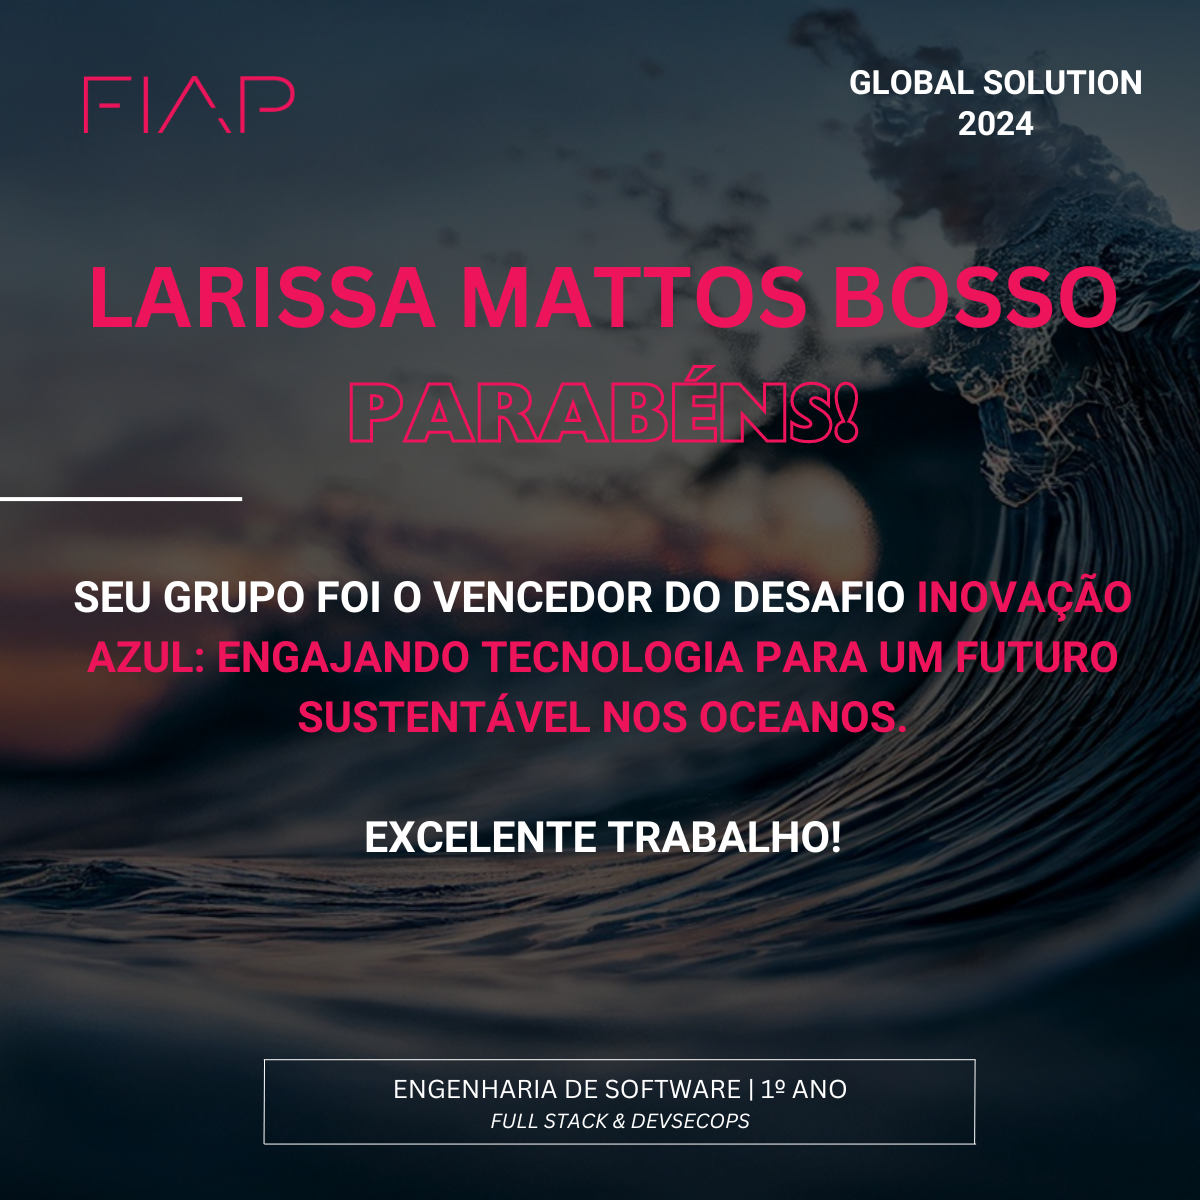 FIAP
GLOBAL SOLUTION
2024
LARISSA MATTOS BOSSO
PARABÉNS!
SEU GRUPO FOI O VENCEDOR DO DESAFIO INOVAÇÃO
AZUL: ENGAJANDO TECNOLOGIA PARA UM FUTURO
SUSTENTÁVEL NOS OCEANOS.
EXCELENTE TRABALHO!
ENGENHARIA DE SOFTWARE | 1º ANO
FULL STACK & DEVSECOPS